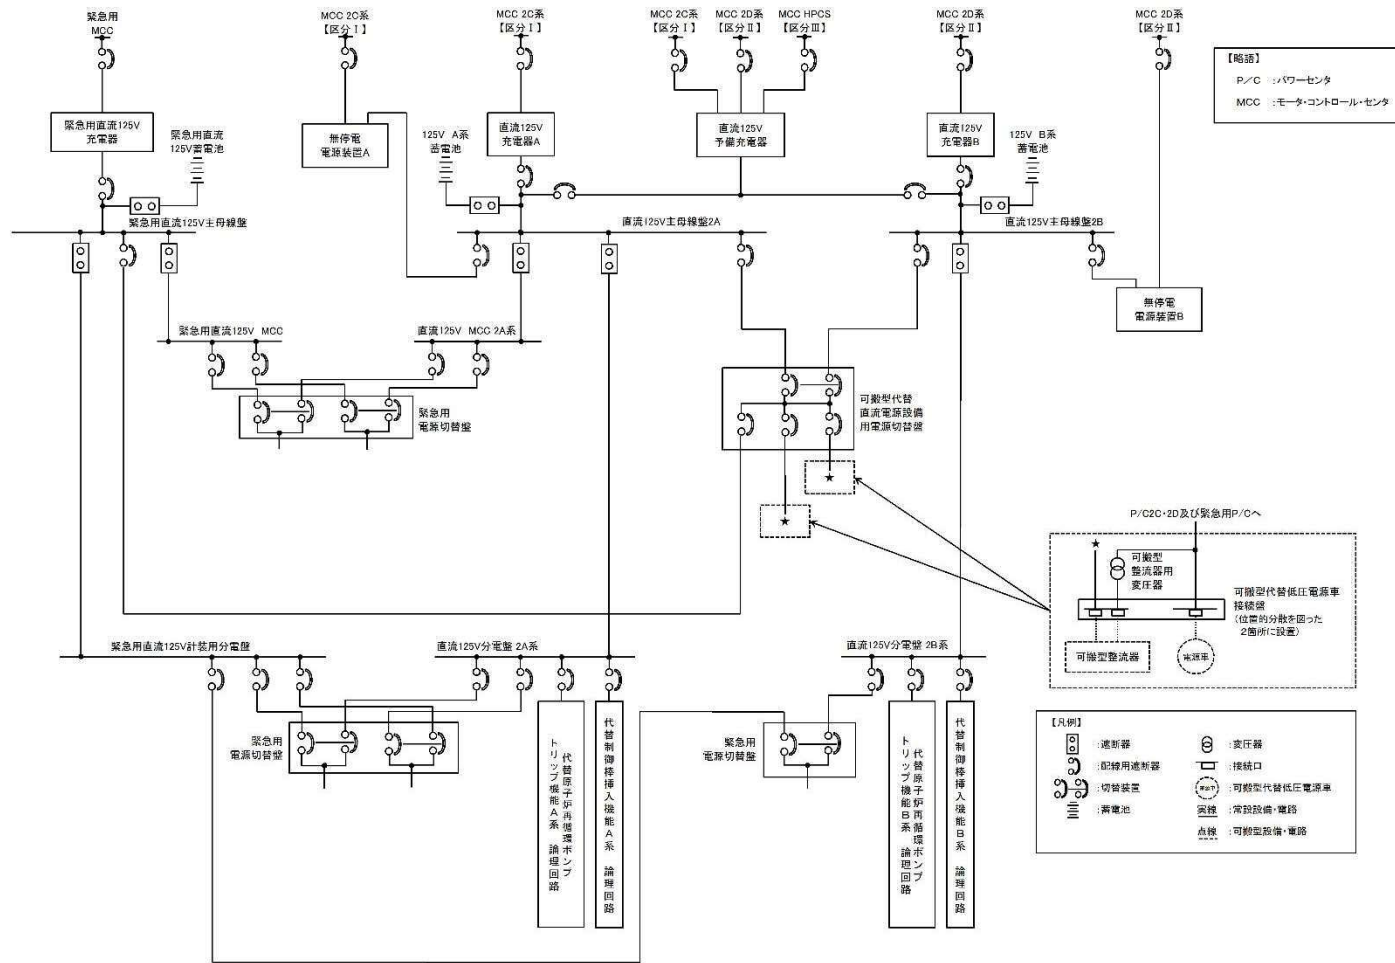 緊急用
MCC
MCC 2C系
【区分Ⅰ】
MCC 2C系
【区分Ⅰ】
MCC 2C系
【区分Ⅰ】
MCC 2D系
【区分Ⅱ】
MCC HPCS
【区分Ⅲ】
MCC 2D系
【区分Ⅱ】
MCC 2D系
【区分Ⅱ】
【略語】
P/C :パワーセンタ
MCC :モータ・コントロール・センタ
緊急用直流125V
充電器
緊急用直流
125V蓄電池
無停電
電源装置A
125V A系
蓄電池
直流125V
充電器A
直流125V
予備充電器
直流125V
充電器B
125V B系
蓄電池
緊急用直流125V主母線盤
直流125V主母線盤2A
直流125V主母線盤2B
無停電
電源装置B
緊急用直流125V MCC
直流125V MCC 2A系
緊急用
電源切替盤
可搬型代替
直流電源設備
用電源切替盤
★
★
P/C2C・2D及び緊急用P/Cへ
★
可搬型
整流器用
変圧器
可搬型代替低圧電源車
接続盤
(位置的分散を図った
2箇所に設置)
可搬型整流器
電源車
緊急用直流125V計装用分電盤
直流125V分電盤 2A系
直流125V分電盤 2B系
緊急用
電源切替盤
代替原子炉再循環ポンプ
トリップ機能A系 論理回路
代替制御棒挿入機能A系 論理回路
緊急用
電源切替盤
代替原子炉再循環ポンプ
トリップ機能B系 論理回路
代替制御棒挿入機能B系 論理回路
【凡例】
:遮断器
:配線用遮断器
:切替装置
:蓄電池
:変圧器
:接続口
電源車 :可搬型代替低圧電源車
実線 :常設設備・電路
点線 :可搬型設備・電路